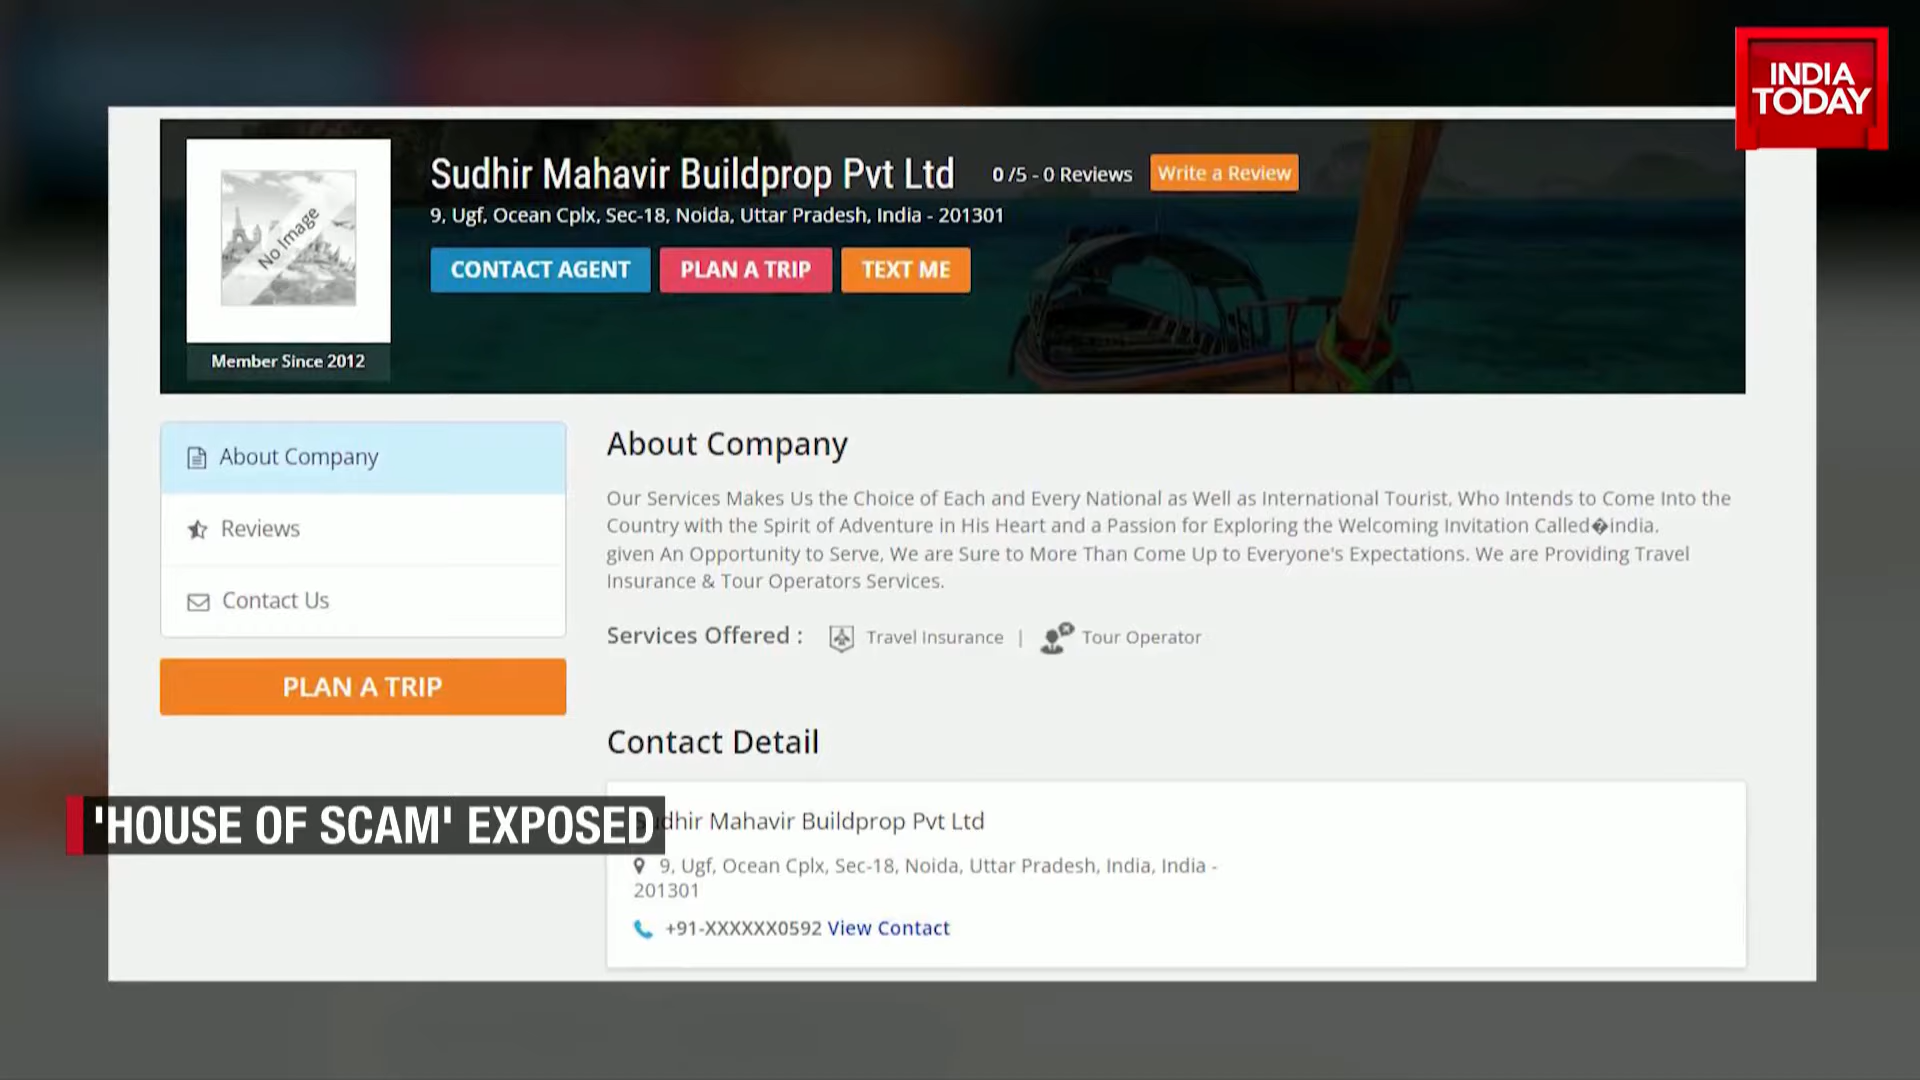 INDIA
TODAY
Sudhir Mahavir Buildprop Pvt Ltd
0 /5 - 0 Reviews
Write a Review
9, Ugf, Ocean Cplx, Sec-18, Noida, Uttar Pradesh, India - 201301
CONTACT AGENT
PLAN A TRIP
TEXT ME
No Image
Member Since 2012
About Company
Reviews
Contact Us
PLAN A TRIP
About Company
Our Services Makes Us the Choice of Each and Every National as Well as International Tourist, Who Intends to Come Into the
Country with the Spirit of Adventure in His Heart and a Passion for Exploring the Welcoming Invitation Called�india.
given An Opportunity to Serve, We are Sure to More Than Come Up to Everyone's Expectations. We are Providing Travel
Insurance & Tour Operators Services.
Services Offered : Travel Insurance | Tour Operator
Contact Detail
'HOUSE OF SCAM' EXPOSED
Sudhir Mahavir Buildprop Pvt Ltd
9, Ugf, Ocean Cplx, Sec-18, Noida, Uttar Pradesh, India, India -
201301
+91-XXXXXX0592 View Contact